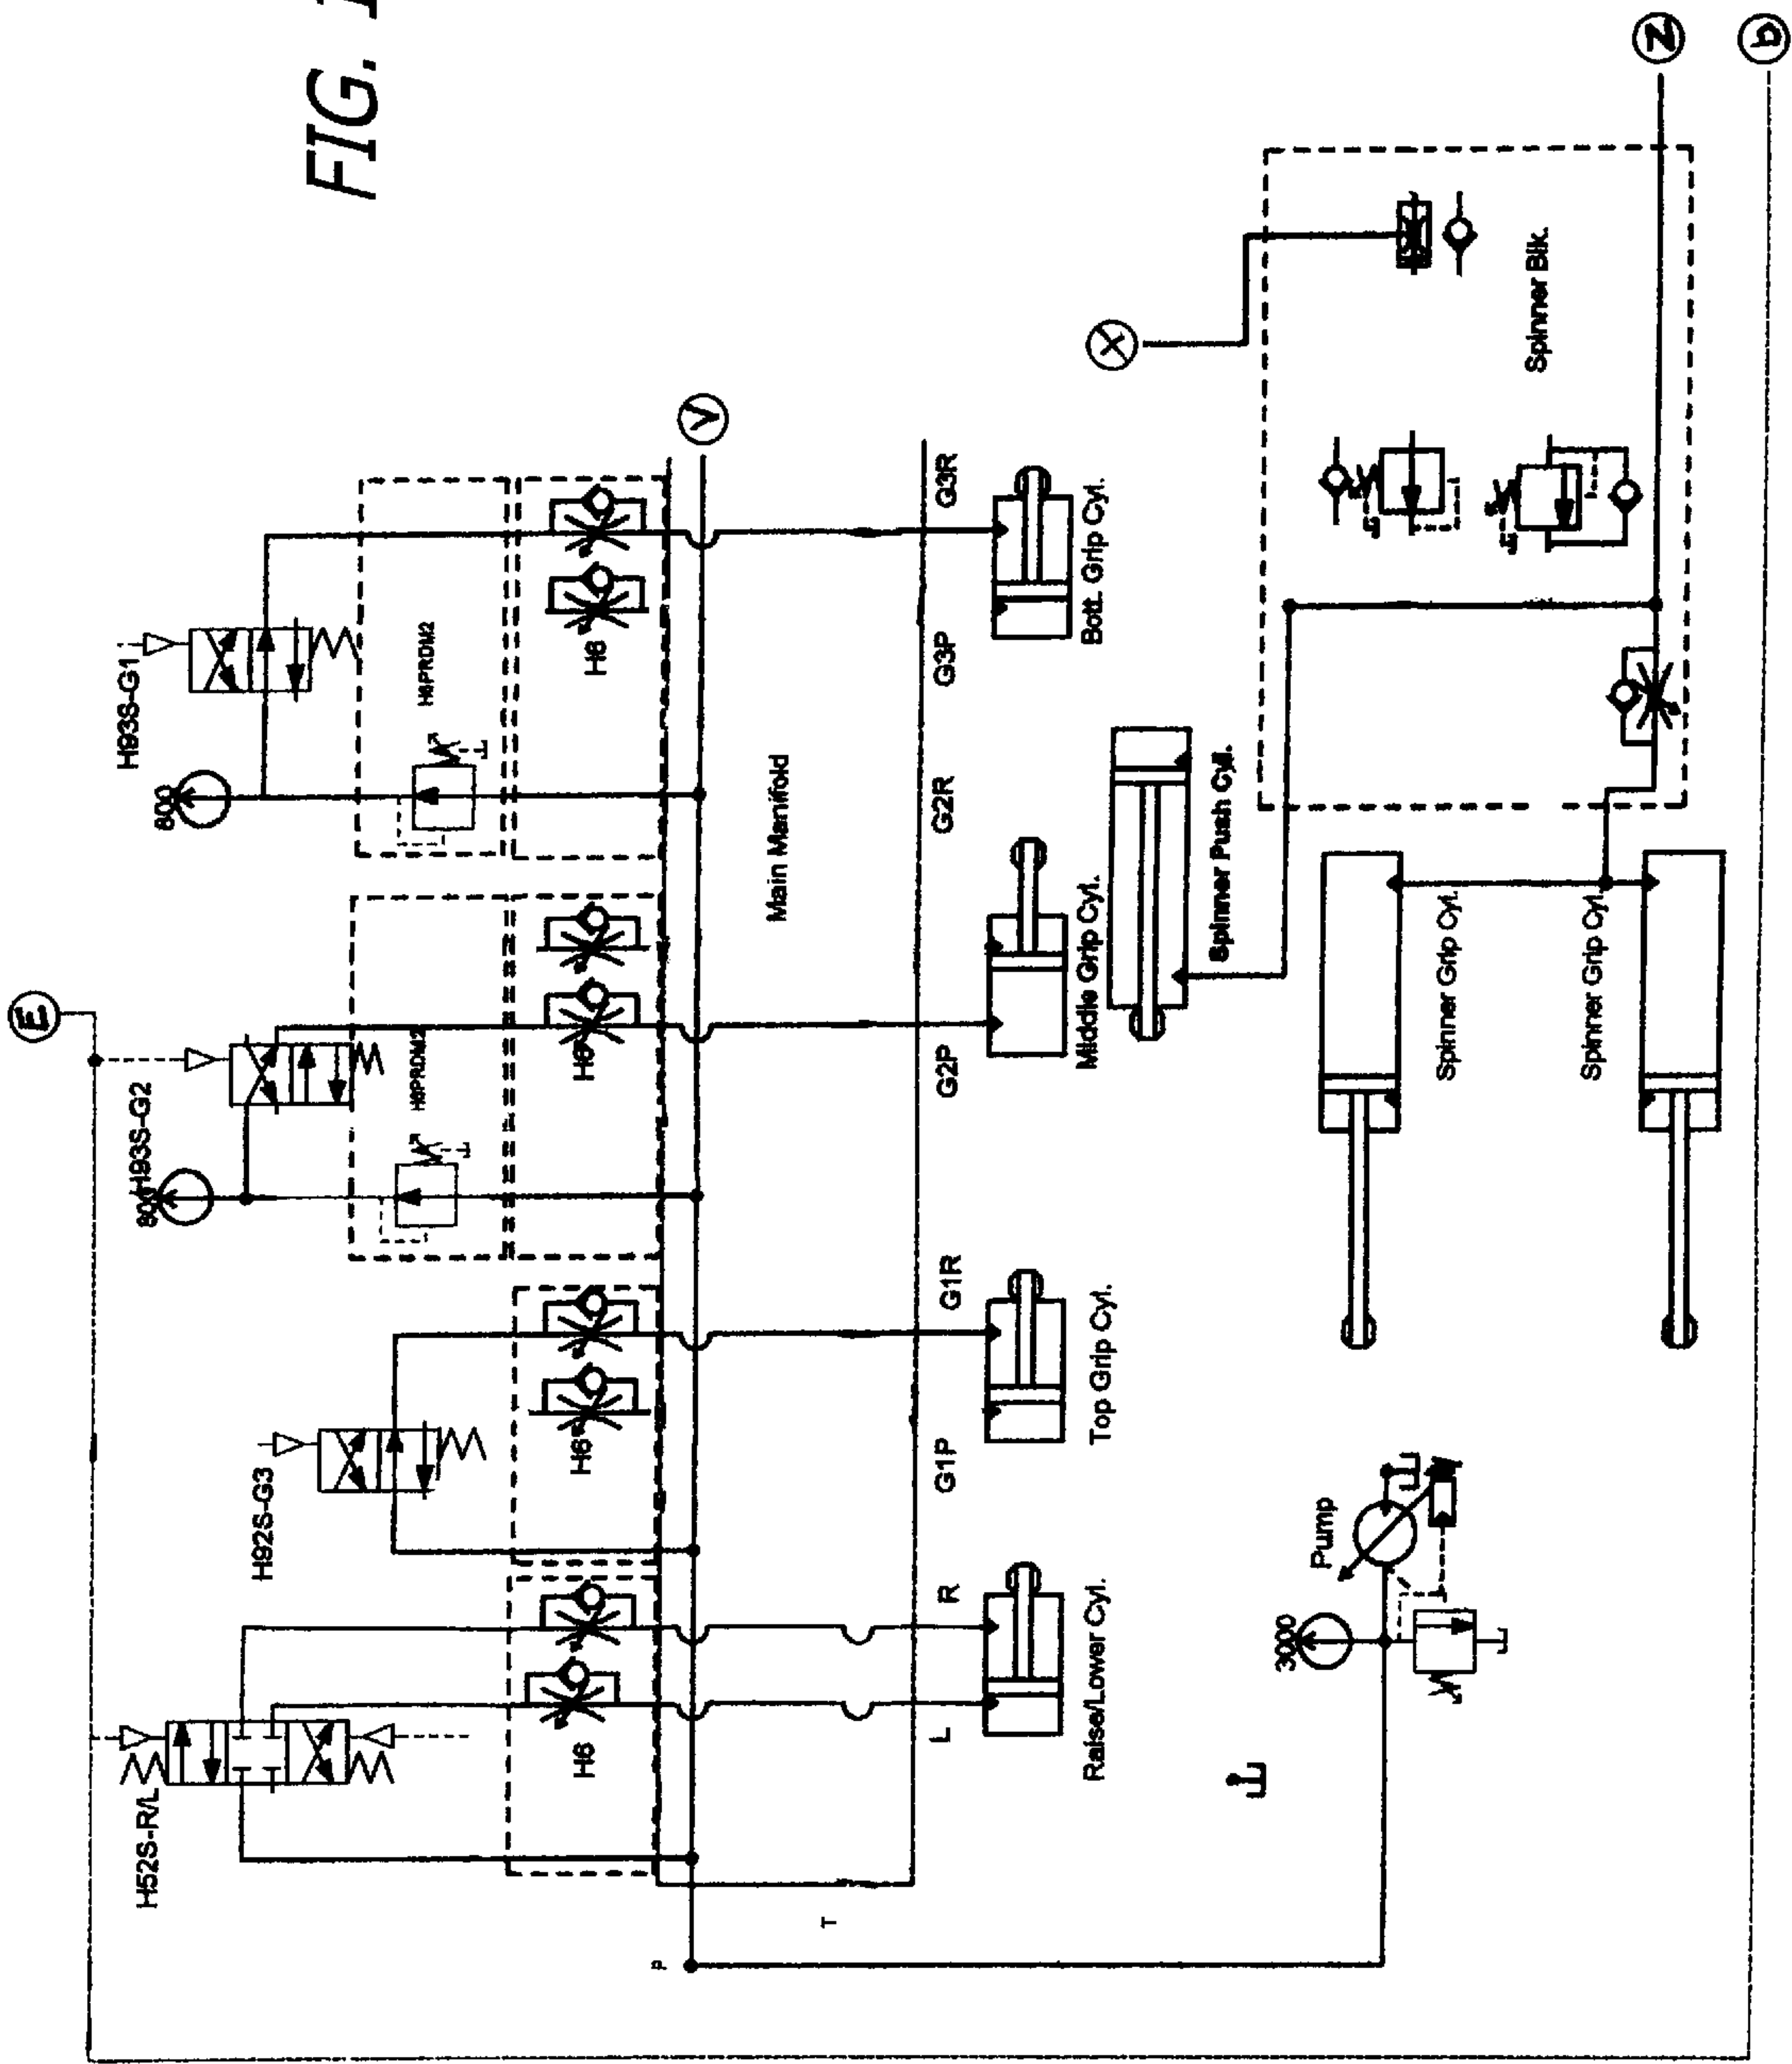 FIG. 1
E
H93S-G1
800
H93S-G2
800
H92S-G3
H52S-R/L
H6PRDM2
H6PRDM2
H6
H6
H6
H6
V
Main Manifold
P
T
L
R
G1P
G1R
G2P
G2R
G3P
G3R
Raise/Lower Cyl.
Top Grip Cyl.
Middle Grip Cyl.
Bott. Grip Cyl.
Spinner Push Cyl.
X
Spinner Blk.
Spinner Grip Cyl.
Spinner Grip Cyl.
Pump
3000
Z